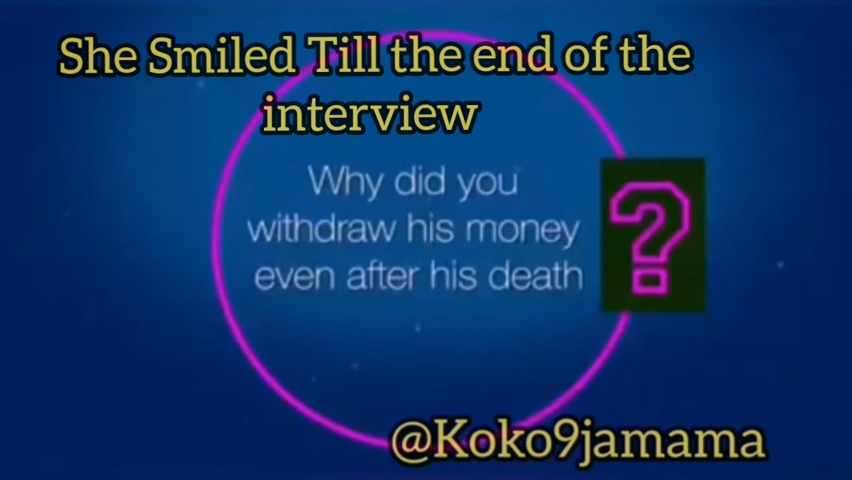 She Smiled Till the end of the
interview
Why did you
withdraw his money
even after his death
?
@Koko9jamama